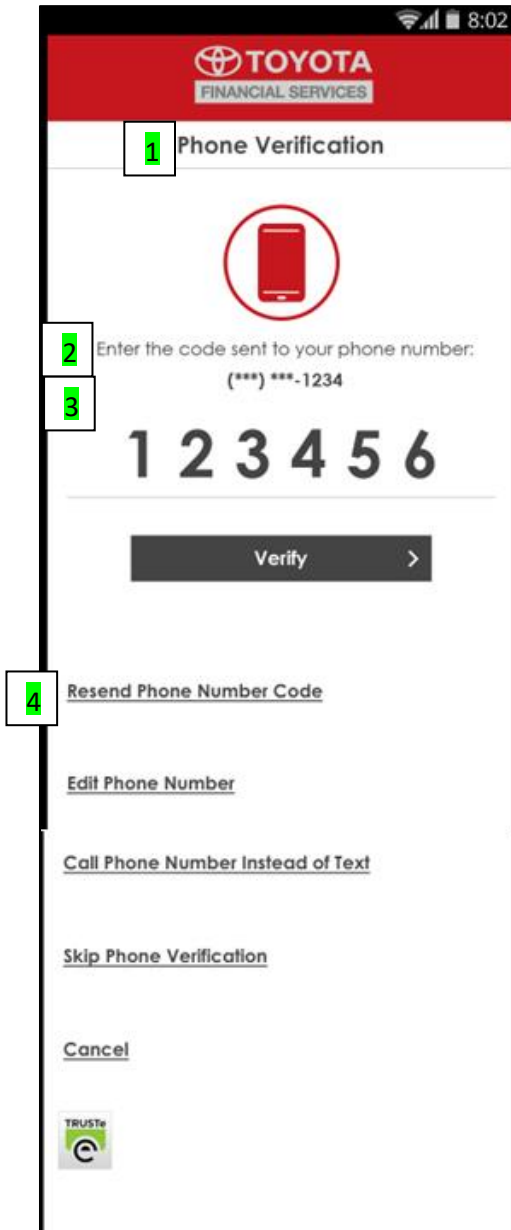 8:02
TOYOTA
FINANCIAL SERVICES
1 Phone Verification
2 Enter the code sent to your phone number:
(***) ***-1234
3
1 2 3 4 5 6
Verify >
4 Resend Phone Number Code
Edit Phone Number
Call Phone Number Instead of Text
Skip Phone Verification
Cancel
TRUSTe
e